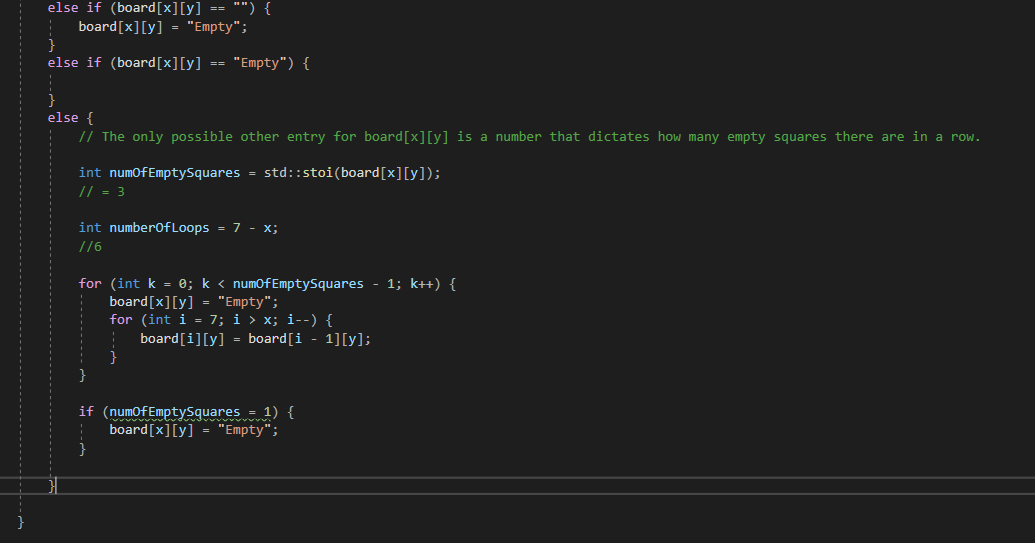 else if (board[x][y] == "") {
board[x][y] = "Empty";
}
else if (board[x][y] == "Empty") {
}
else {
// The only possible other entry for board[x][y] is a number that dictates how many empty squares there are in a row.
int numOfEmptySquares = std::stoi(board[x][y]);
// = 3
int numberOfLoops = 7 - x;
//6
for (int k = 0; k < numOfEmptySquares - 1; k++) {
board[x][y] = "Empty";
for (int i = 7; i > x; i--) {
board[i][y] = board[i - 1][y];
}
}
if (numOfEmptySquares = 1) {
board[x][y] = "Empty";
}
}
}